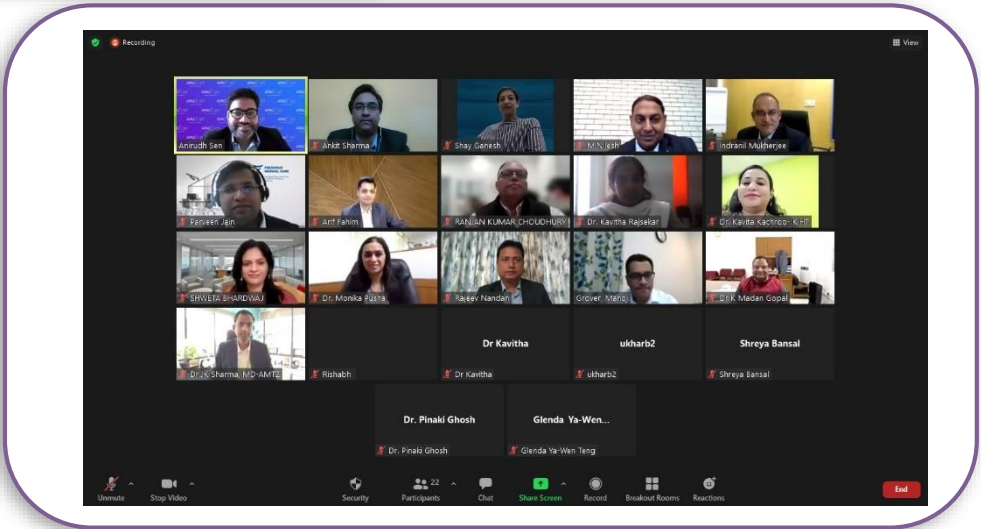 Recording
View
Anirudh Sen
Ankit Sharma
Shay Ganesh
Indranil Mukherjee
Parveen Jain
FRESENIUS
MEDICAL CARE
Arif Fahim
RANJAN KUMAR CHOUDHURY
Dr. Kavitha Rajsekar
Dr. Kavita Kachroo- KIHT
SHWETA BHARDWAJ
Dr. Monika Pusha
Rajeev Nandan
Grover, Manoj
Dr K Madan Gopal
Sharma, MD-AMTZ
Rishabh
Dr Kavitha
Dr Kavitha
ukharb2
ukharb2
Shreya Bansal
Shreya Bansal
Dr. Pinaki Ghosh
Dr. Pinaki Ghosh
Glenda Ya-Wen...
Glenda Ya-Wen Teng
Unmute
Stop Video
Security
22
Participants
Chat
Share Screen
Record
Breakout Rooms
Reactions
End